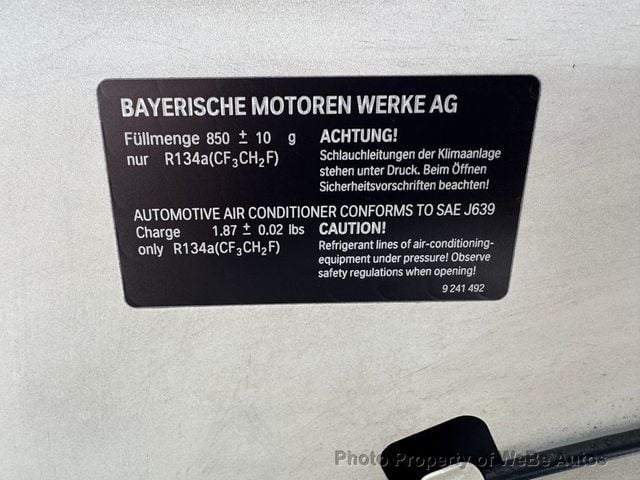 BAYERISCHE MOTOREN WERKE AG
Füllmenge 850 ± 10 g
nur R134a(CF₃CH₂F)
ACHTUNG!
Schlauchleitungen der Klimaanlage
stehen unter Druck. Beim Öffnen
Sicherheitsvorschriften beachten!
AUTOMOTIVE AIR CONDITIONER CONFORMS TO SAE J639
Charge 1.87 ± 0.02 lbs
only R134a(CF₃CH₂F)
CAUTION!
Refrigerant lines of air-conditioning-
equipment under pressure! Observe
safety regulations when opening!
9 241 492
Photo Property of WeBe Autos